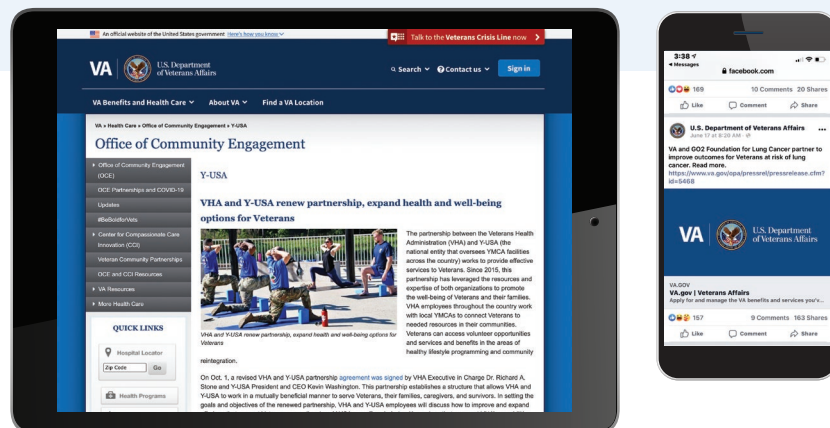 An official website of the United States government Here's how you know
Talk to the Veterans Crisis Line now
VA
U.S. Department
of Veterans Affairs
Search
Contact us
Sign in
VA Benefits and Health Care
About VA
Find a VA Location
VA » Health Care » Office of Community Engagement » Y-USA
Office of Community Engagement
Office of Community Engagement
(OCE)
OCE Partnerships and COVID-19
Updates
#BeBoldforVets
Center for Compassionate Care
Innovation (CCI)
Veteran Community Partnerships
OCE and CCI Resources
VA Resources
More Health Care
QUICK LINKS
Hospital Locator
Zip Code
Go
Health Programs
Y-USA
VHA and Y-USA renew partnership, expand health and well-being
options for Veterans
VHA and Y-USA renew partnership, expand health and well-being options for
Veterans
The partnership between the Veterans Health
Administration (VHA) and Y-USA (the
national entity that oversees YMCA facilities
across the country) works to provide effective
services to Veterans. Since 2015, this
partnership has leveraged the resources and
expertise of both organizations to promote
the well-being of Veterans and their families.
VHA employees throughout the country work
with local YMCAs to connect Veterans to
needed resources in their communities.
Veterans can access volunteer opportunities
and services and benefits in the areas of
healthy lifestyle programming and community
reintegration.
On Oct. 1, a revised VHA and Y-USA partnership agreement was signed by VHA Executive in Charge Dr. Richard A.
Stone and Y-USA President and CEO Kevin Washington. This partnership establishes a structure that allows VHA and
Y-USA to work in a mutually beneficial manner to serve Veterans, their families, caregivers, and survivors. In setting the
goals and objectives of the renewed partnership, VHA and Y-USA employees will discuss how to improve and expand
3:38
Messages
facebook.com
169
10 Comments 20 Shares
Like
Comment
Share
U.S. Department of Veterans Affairs
June 17 at 8:20 AM
VA and GO2 Foundation for Lung Cancer partner to
improve outcomes for Veterans at risk of lung
cancer. Read more.
https://www.va.gov/opa/pressrel/pressrelease.cfm?
id=5468
VA
U.S. Department
of Veterans Affairs
VA.GOV
VA.gov | Veterans Affairs
Apply for and manage the VA benefits and services you'v...
157
9 Comments 163 Shares
Like
Comment
Share